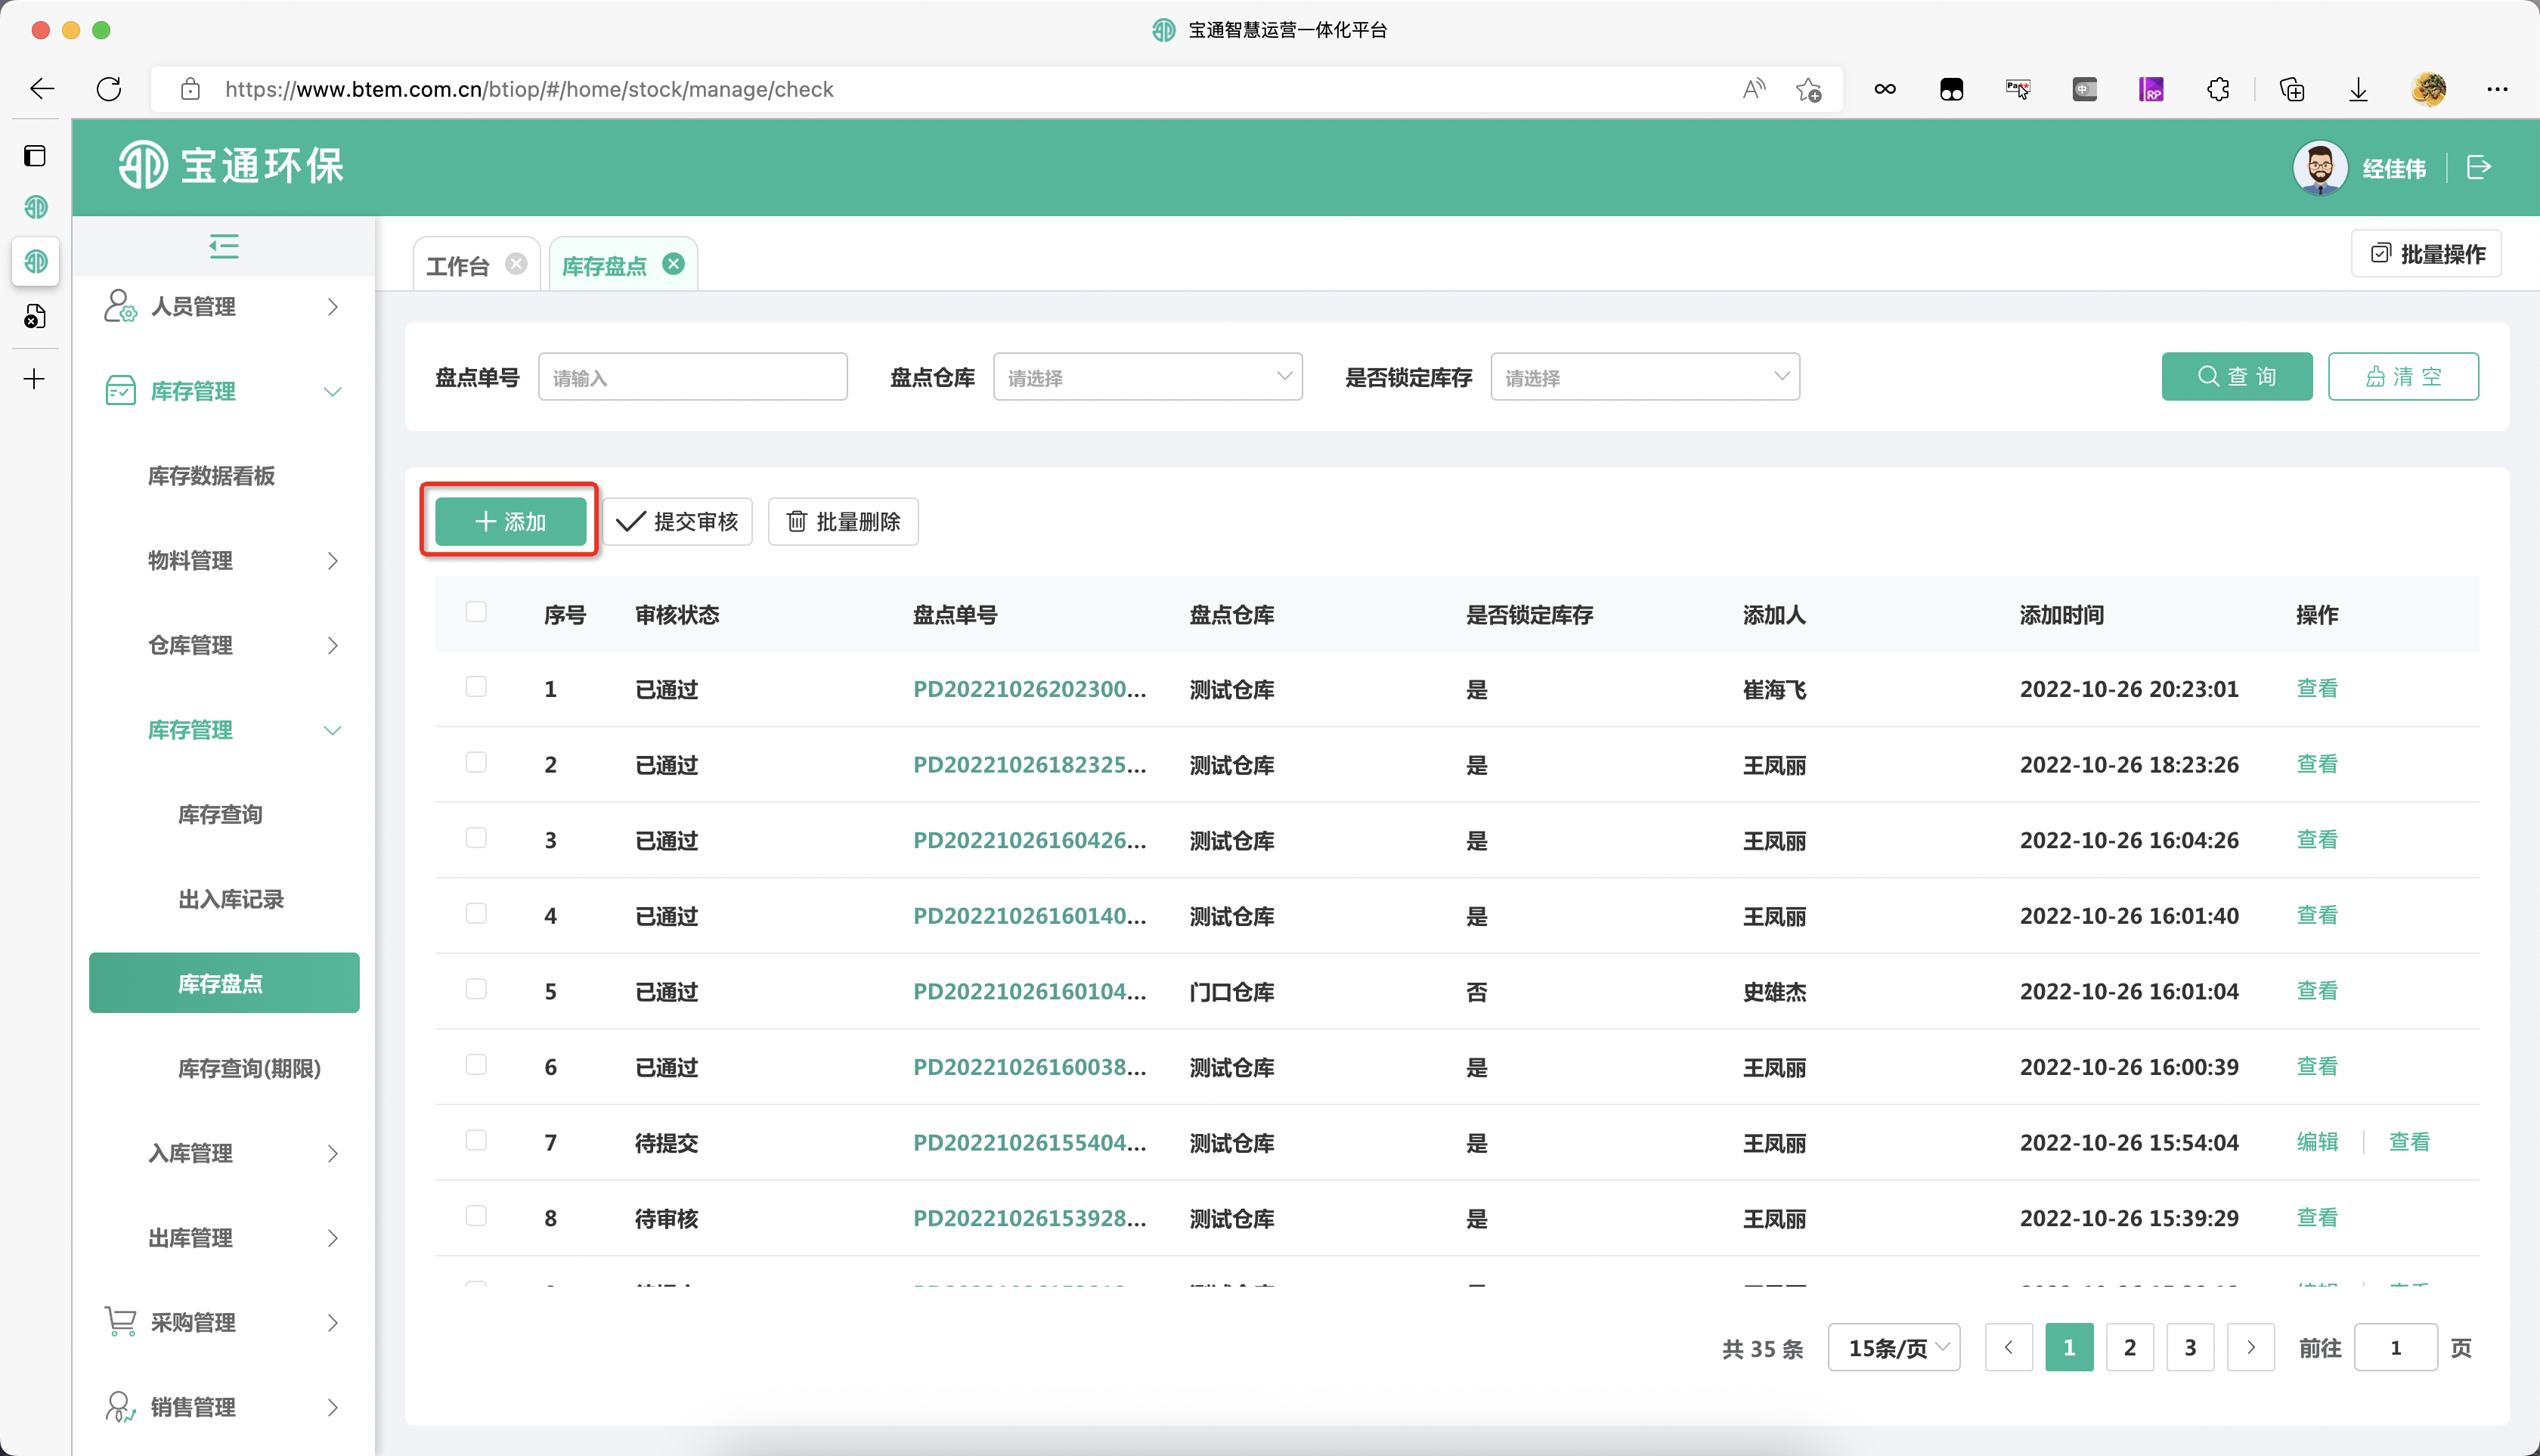 宝通智慧运营一体化平台
https://www.btem.com.cn/btiop/#/home/stock/manage/check
宝通环保
经佳伟
工作台
库存盘点
批量操作
人员管理
库存管理
库存数据看板
物料管理
仓库管理
库存管理
库存查询
出入库记录
库存盘点
库存查询(期限)
入库管理
出库管理
采购管理
销售管理
盘点单号 请输入 盘点仓库 请选择 是否锁定库存 请选择 查询 清空
添加 提交审核 批量删除
序号 审核状态 盘点单号 盘点仓库 是否锁定库存 添加人 添加时间 操作
1 已通过 PD20221026202300... 测试仓库 是 崔海飞 2022-10-26 20:23:01 查看
2 已通过 PD20221026182325... 测试仓库 是 王凤丽 2022-10-26 18:23:26 查看
3 已通过 PD20221026160426... 测试仓库 是 王凤丽 2022-10-26 16:04:26 查看
4 已通过 PD20221026160140... 测试仓库 是 王凤丽 2022-10-26 16:01:40 查看
5 已通过 PD20221026160104... 门口仓库 否 史雄杰 2022-10-26 16:01:04 查看
6 已通过 PD20221026160038... 测试仓库 是 王凤丽 2022-10-26 16:00:39 查看
7 待提交 PD20221026155404... 测试仓库 是 王凤丽 2022-10-26 15:54:04 编辑 查看
8 待审核 PD20221026153928... 测试仓库 是 王凤丽 2022-10-26 15:39:29 查看
共 35 条 15条/页 1 2 3 前往 1 页